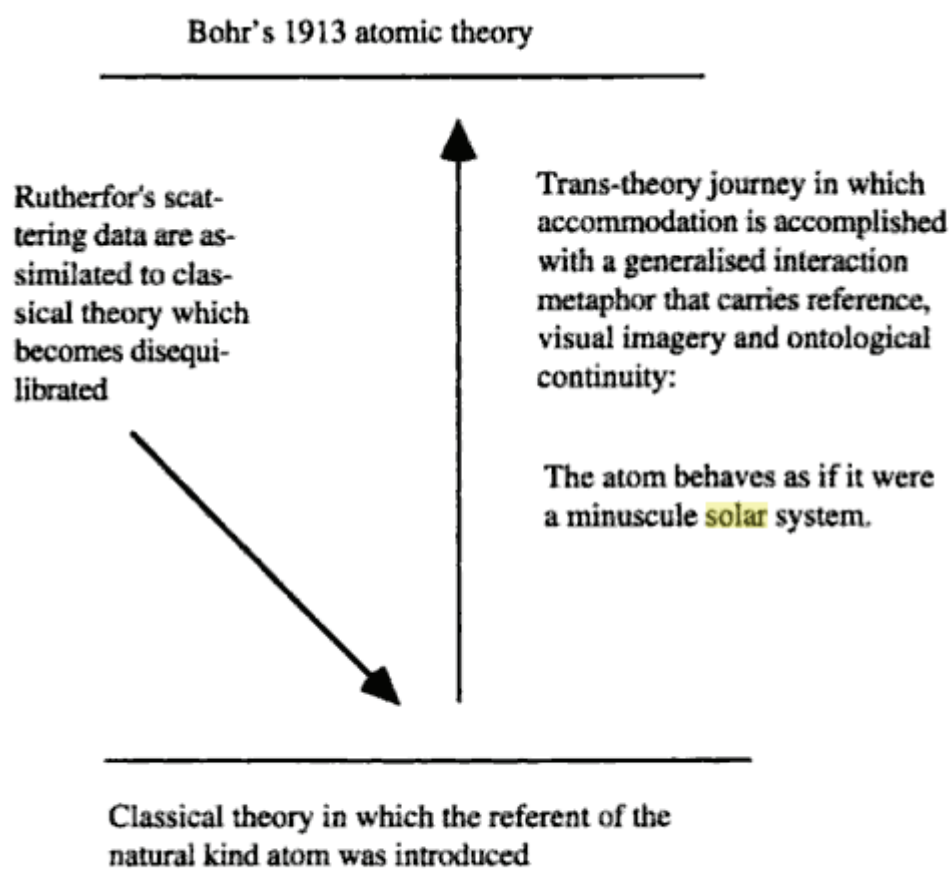 Bohr's 1913 atomic theory
Rutherfor's scat-
tering data are as-
similated to clas-
sical theory which
becomes disequi-
librated
Trans-theory journey in which
accommodation is accomplished
with a generalised interaction
metaphor that carries reference,
visual imagery and ontological
continuity:
The atom behaves as if it were
a minuscule solar system.
Classical theory in which the referent of the
natural kind atom was introduced